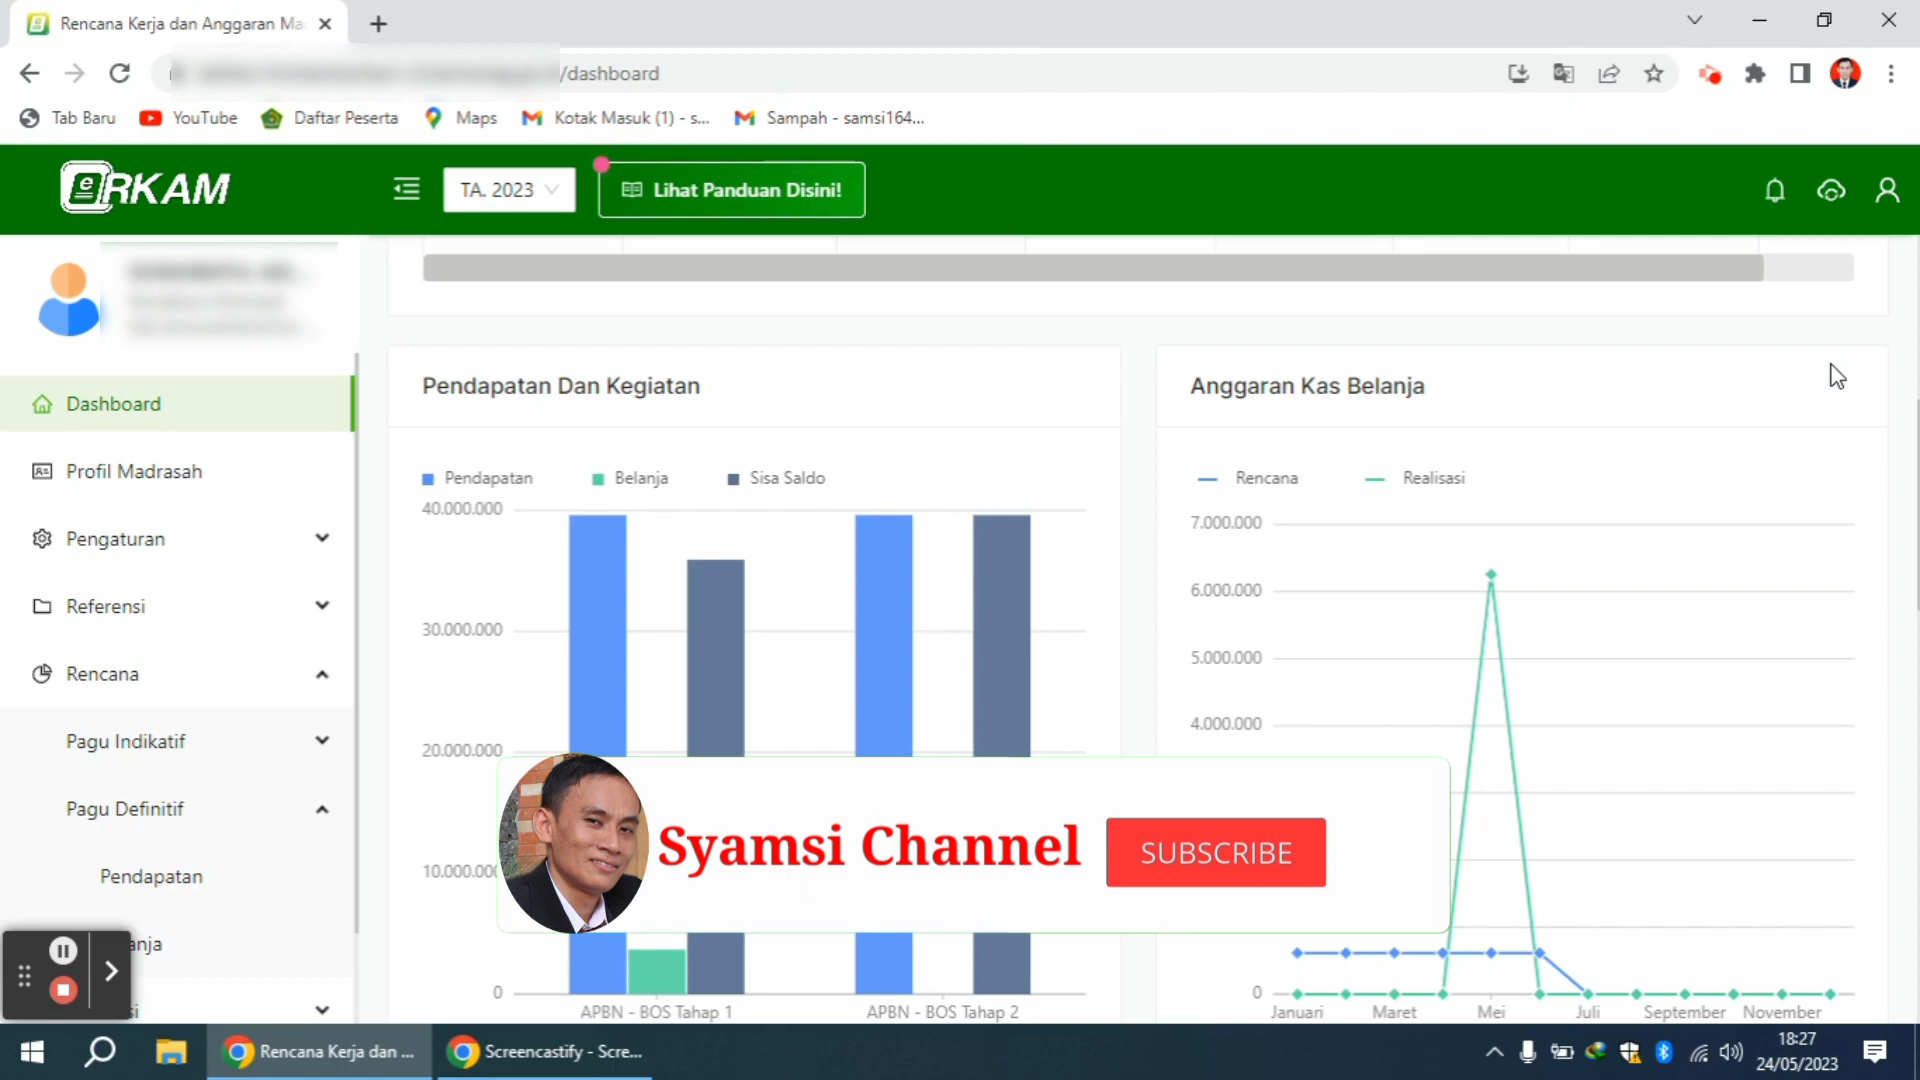 Rencana Kerja dan Anggaran Ma
/dashboard
Tab Baru YouTube Daftar Peserta Maps Kotak Masuk (1) - s... Sampah - samsi164...
eRKAM TA. 2023 Lihat Panduan Disini!
Dashboard
Profil Madrasah
Pengaturan
Referensi
Rencana
Pagu Indikatif
Pagu Definitif
Pendapatan
anja
si
Pendapatan Dan Kegiatan
Pendapatan Belanja Sisa Saldo
40.000.000
30.000.000
20.000.000
10.000.000
0
APBN - BOS Tahap 1 APBN - BOS Tahap 2
Anggaran Kas Belanja
Rencana Realisasi
7.000.000
6.000.000
5.000.000
4.000.000
0
Januari Maret Mei Juli September November
Syamsi Channel SUBSCRIBE
Rencana Kerja dan ... Screencastify - Scre...
18:27
24/05/2023